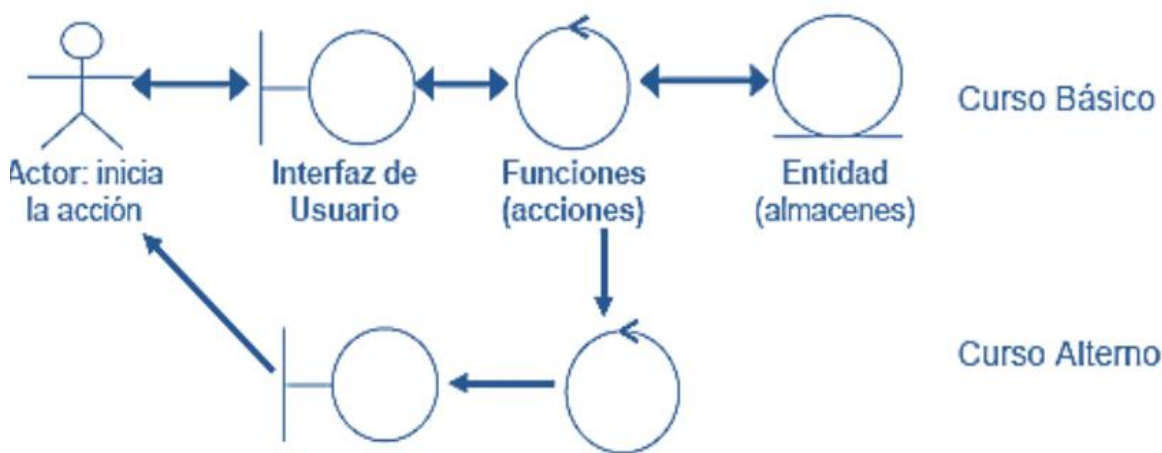 Curso Básico
Actor: inicia
la acción
Interfaz de
Usuario
Funciones
(acciones)
Entidad
(almacenes)
Curso Alterno